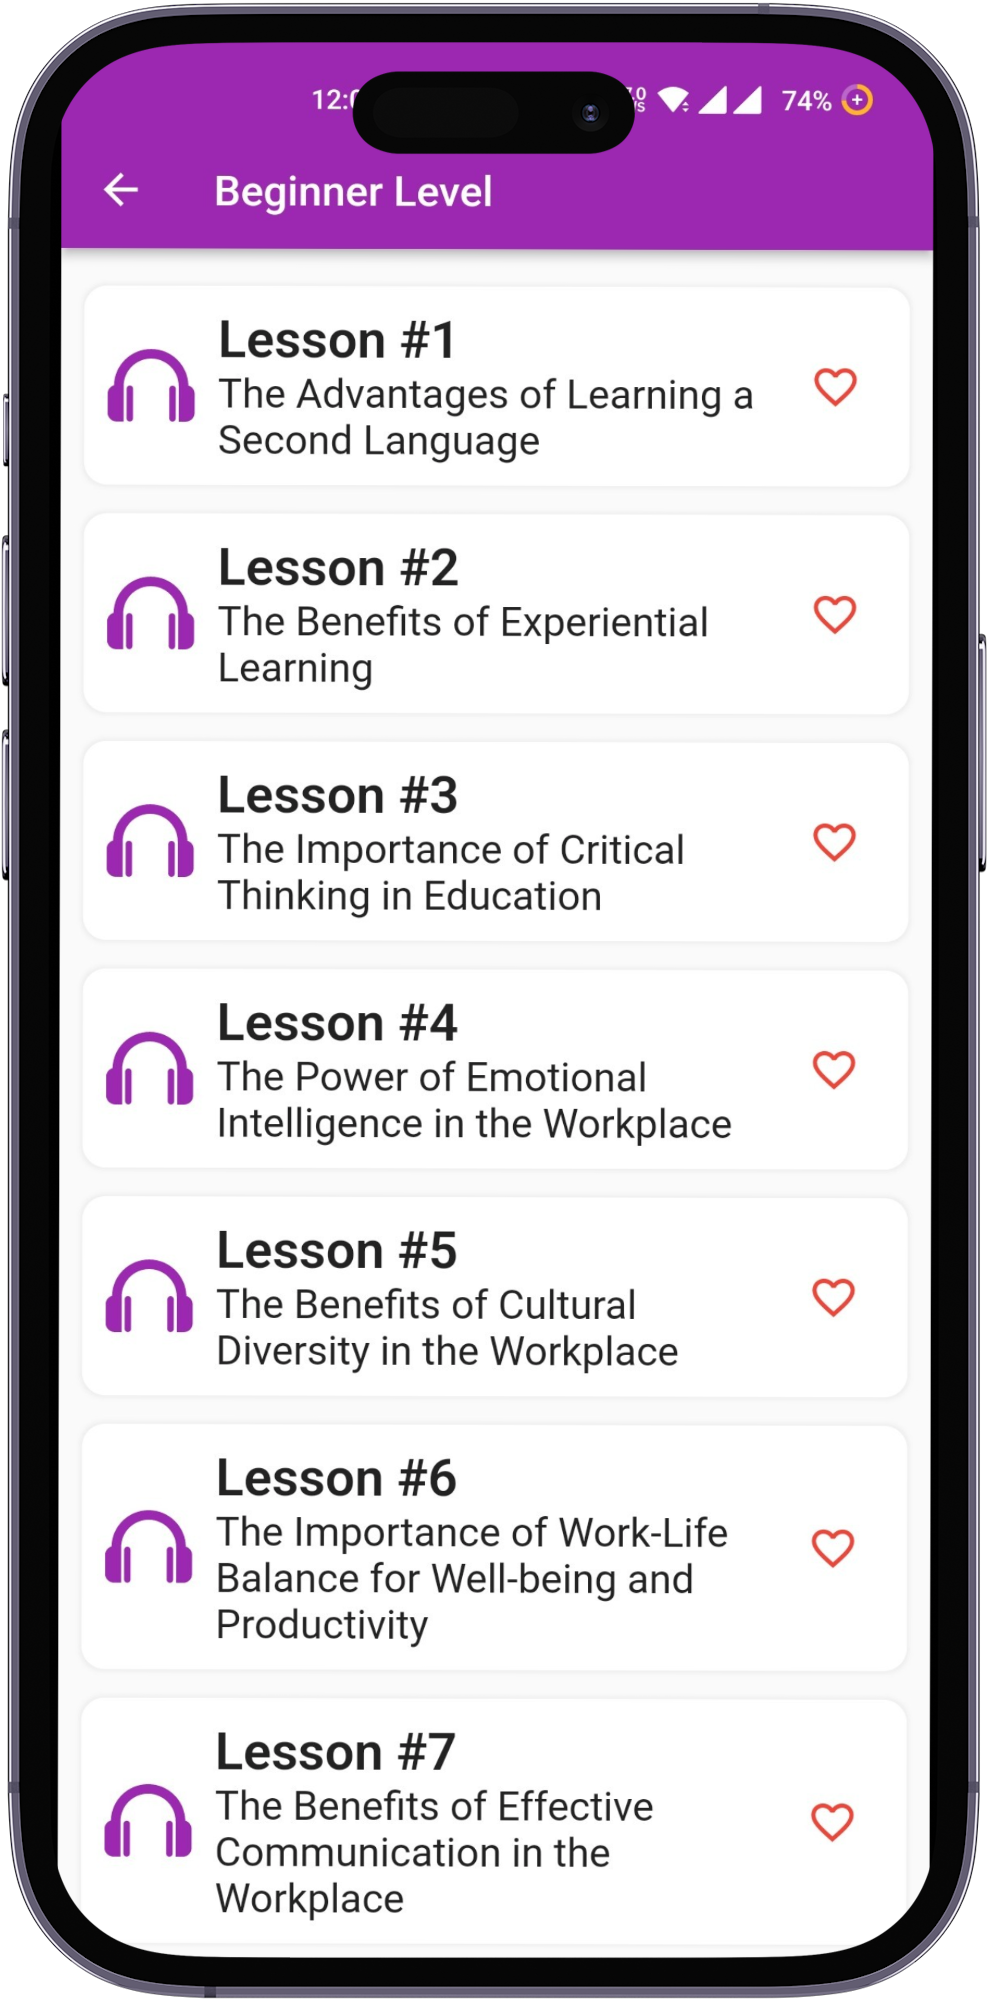 74%
Beginner Level
Lesson #1
The Advantages of Learning a
Second Language
Lesson #2
The Benefits of Experiential
Learning
Lesson #3
The Importance of Critical
Thinking in Education
Lesson #4
The Power of Emotional
Intelligence in the Workplace
Lesson #5
The Benefits of Cultural
Diversity in the Workplace
Lesson #6
The Importance of Work-Life
Balance for Well-being and
Productivity
Lesson #7
The Benefits of Effective
Communication in the
Workplace